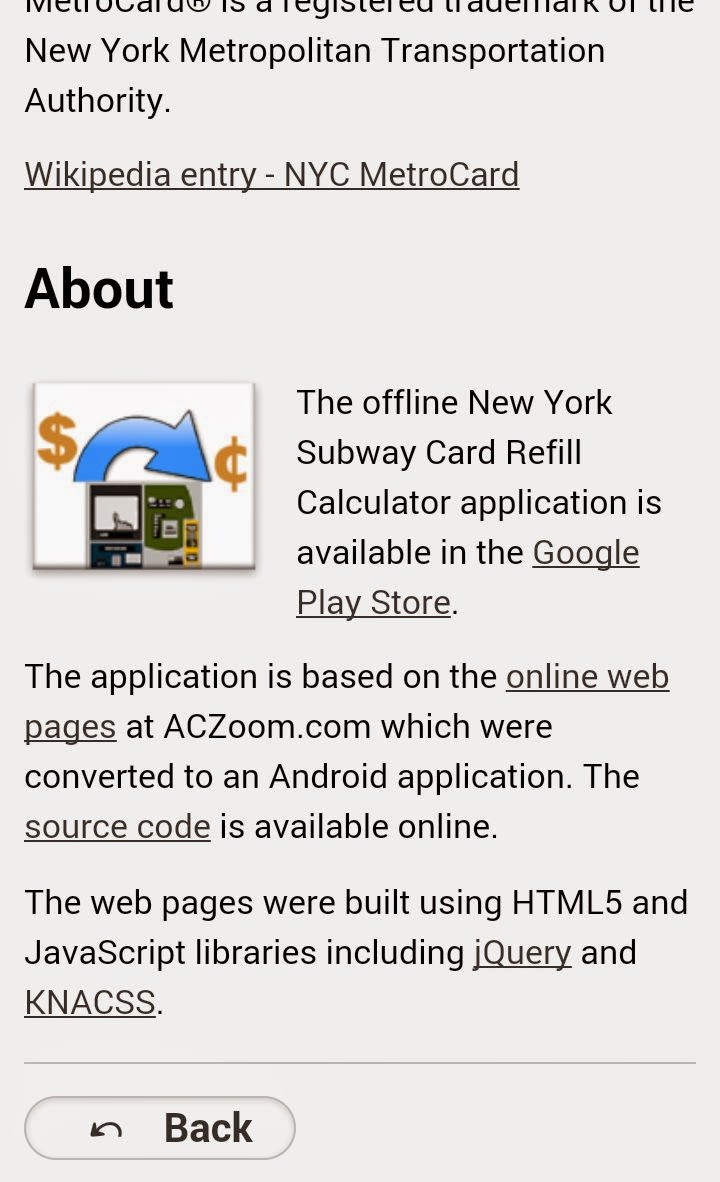 MetroCard® is a registered trademark of the
New York Metropolitan Transportation
Authority.
Wikipedia entry - NYC MetroCard
About
$
¢
The offline New York
Subway Card Refill
Calculator application is
available in the Google
Play Store.
The application is based on the online web
pages at ACZoom.com which were
converted to an Android application. The
source code is available online.
The web pages were built using HTML5 and
JavaScript libraries including jQuery and
KNACSS.
Back